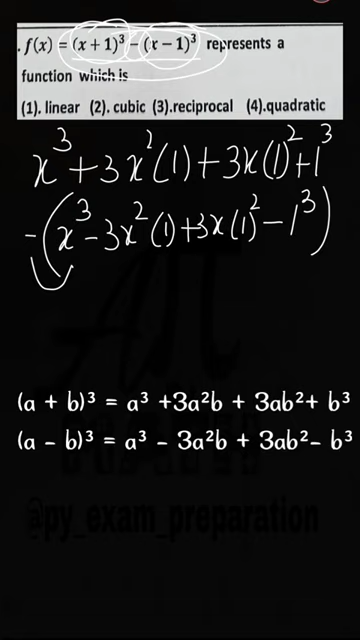 . f(x) = (x + 1)³ − (x − 1)³ represents a
function which is
(1). linear (2). cubic (3).reciprocal (4).quadratic
x³ + 3x²(1) + 3x(1)² + 1³
- (x³ - 3x²(1) + 3x(1)² - 1³)
(a + b)³ = a³ +3a²b + 3ab²+ b³
(a − b)³ = a³ − 3a²b + 3ab²− b³
@py_exam_preparation